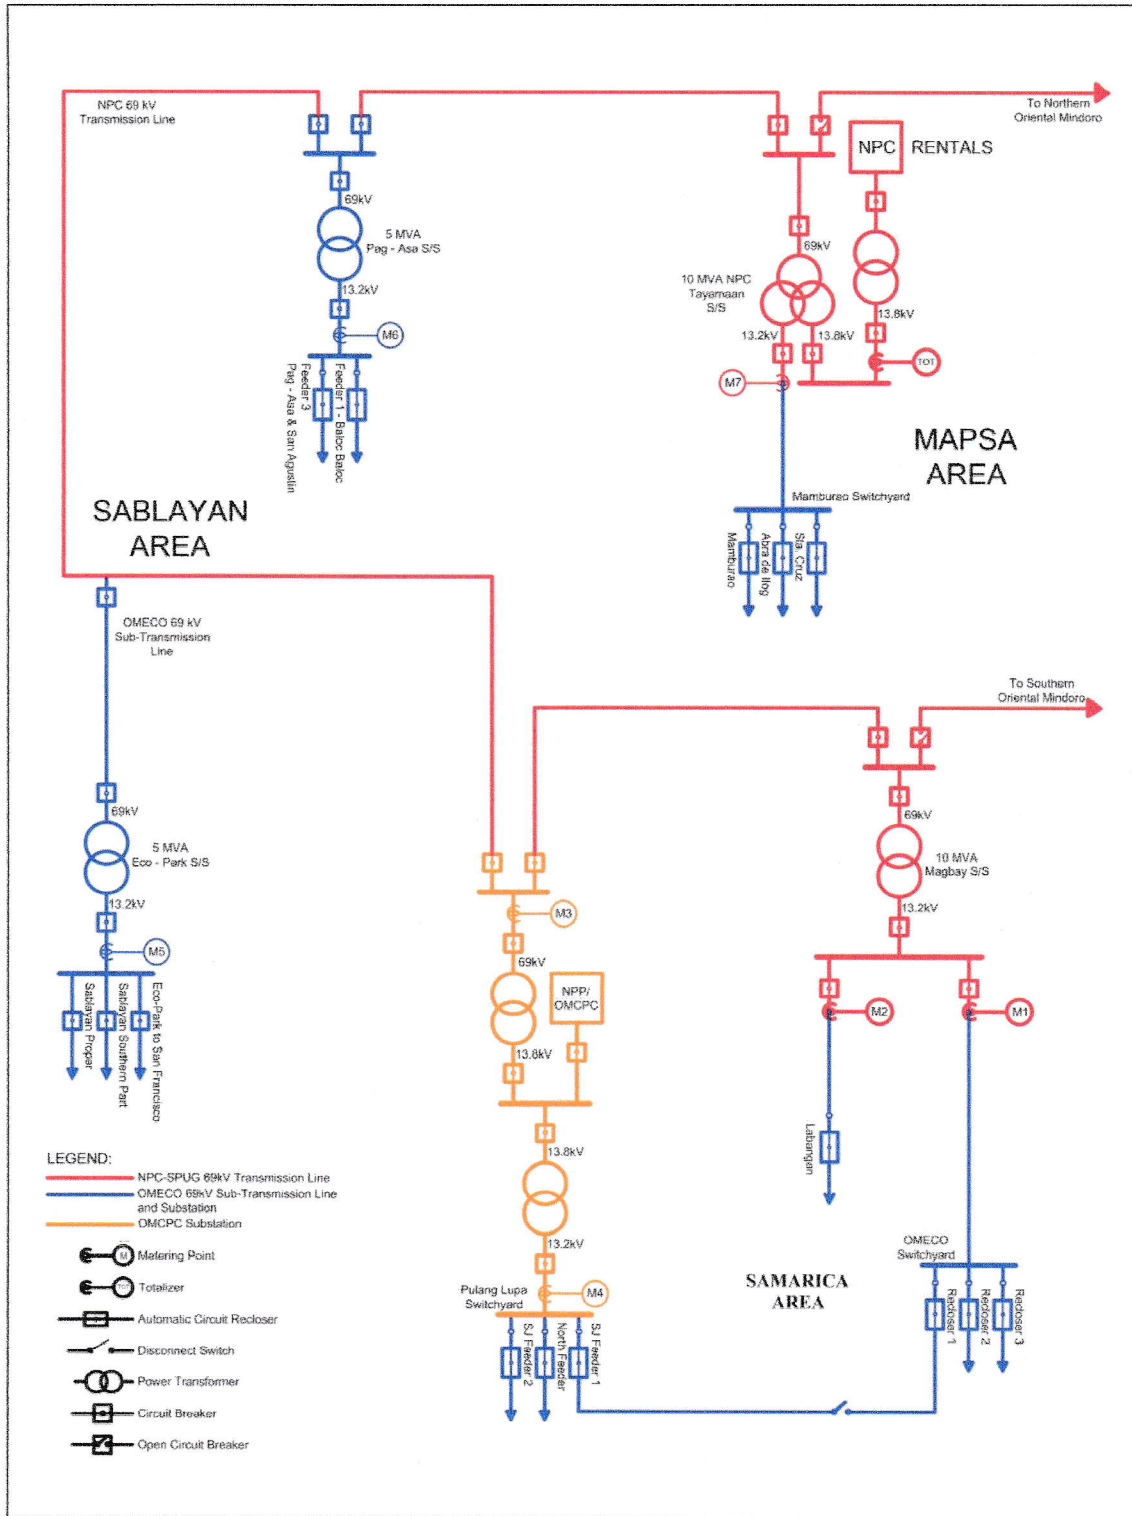 NPC 69 kV
Transmission Line
To Northern
Oriental Mindoro
NPC
RENTALS
69kV
5 MVA
Pag - Asa S/S
13.2kV
M6
Feeder 1 - Baloc Baloc
Feeder 3
Pag - Asa & San Agustin
69kV
10 MVA NPC
Tayamaan
S/S
13.2kV
13.8kV
13.8kV
TOT
M7
MAPSA
AREA
Mamburao Switchyard
Sta. Cruz
Abra de Ilog
Mamburao
SABLAYAN
AREA
OMECO 69 kV
Sub-Transmission
Line
69kV
5 MVA
Eco - Park S/S
13.2kV
M5
Eco-Park to San Francisco
Sablayan Southern Part
Sablayan Proper
To Southern
Oriental Mindoro
69kV
10 MVA
Magbay S/S
13.2kV
M2
M1
Labangan
M3
69kV
NPP/
OMCPC
13.8kV
13.8kV
13.2kV
M4
Pulang Lupa
Switchyard
SJ Feeder 1
North Feeder
SJ Feeder 2
OMECO
Switchyard
Recloser 3
Recloser 2
Recloser 1
SAMARICA
AREA
LEGEND:
NPC-SPUG 69kV Transmission Line
OMECO 69kV Sub-Transmission Line
and Substation
OMCPC Substation
M
Metering Point
TOT
Totalizer
Automatic Circuit Recloser
Disconnect Switch
Power Transformer
Circuit Breaker
Open Circuit Breaker